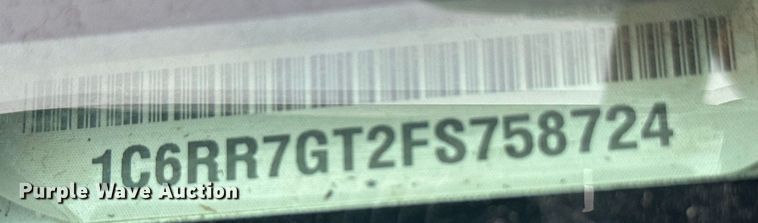 1C6RR7GT2FS758724
Purple Wave Auction